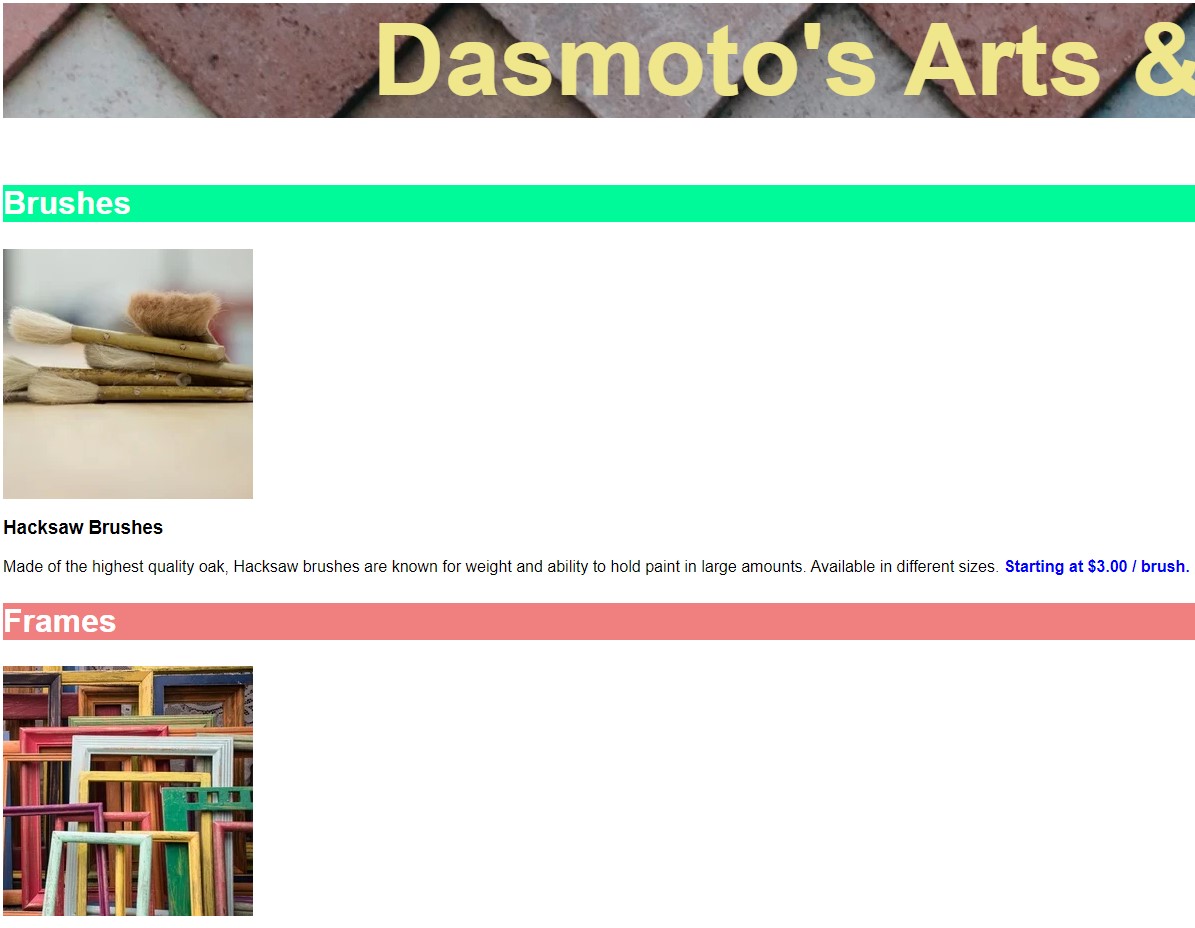 Dasmoto's Arts &
Brushes
Hacksaw Brushes
Made of the highest quality oak, Hacksaw brushes are known for weight and ability to hold paint in large amounts. Available in different sizes. Starting at $3.00 / brush.
Frames